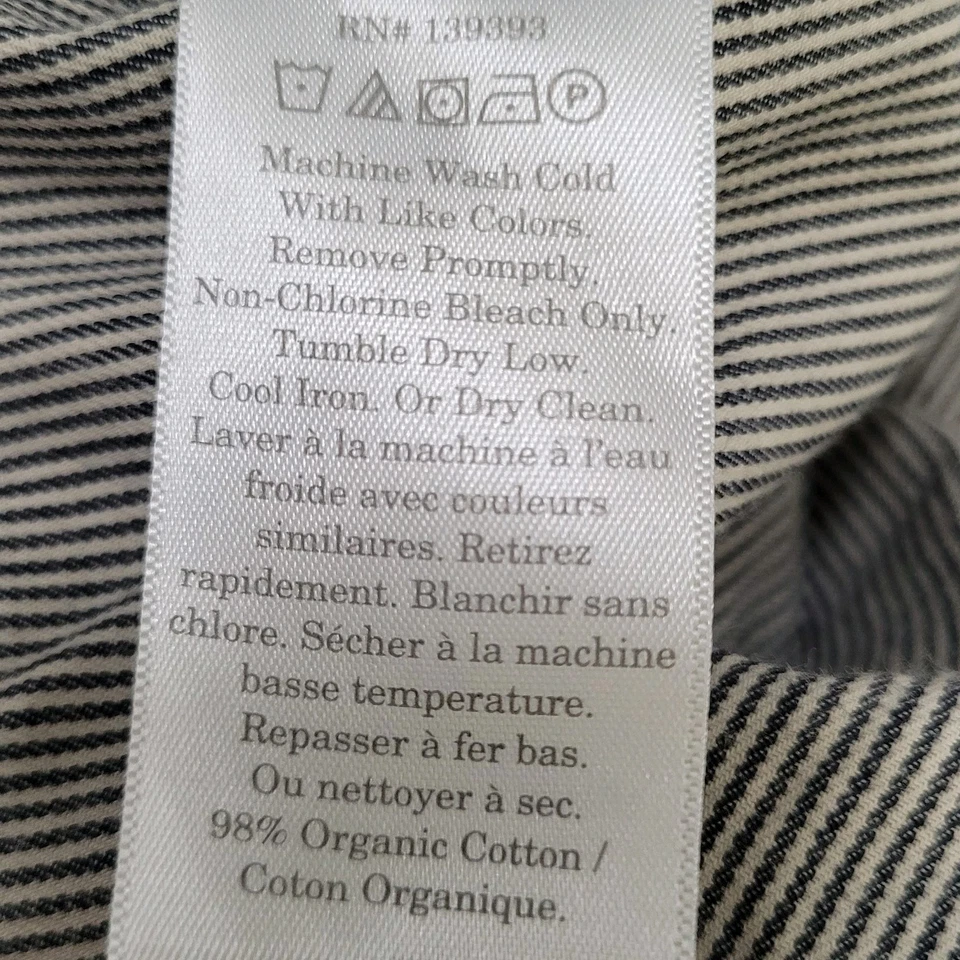 RN# 139393
P
Machine Wash Cold
With Like Colors.
Remove Promptly.
Non-Chlorine Bleach Only.
Tumble Dry Low.
Cool Iron. Or Dry Clean.
Laver à la machine à l'eau
froide avec couleurs
similaires. Retirez
rapidement. Blanchir sans
chlore. Sécher à la machine
basse temperature.
Repasser à fer bas.
Ou nettoyer à sec.
98% Organic Cotton /
Coton Organique.